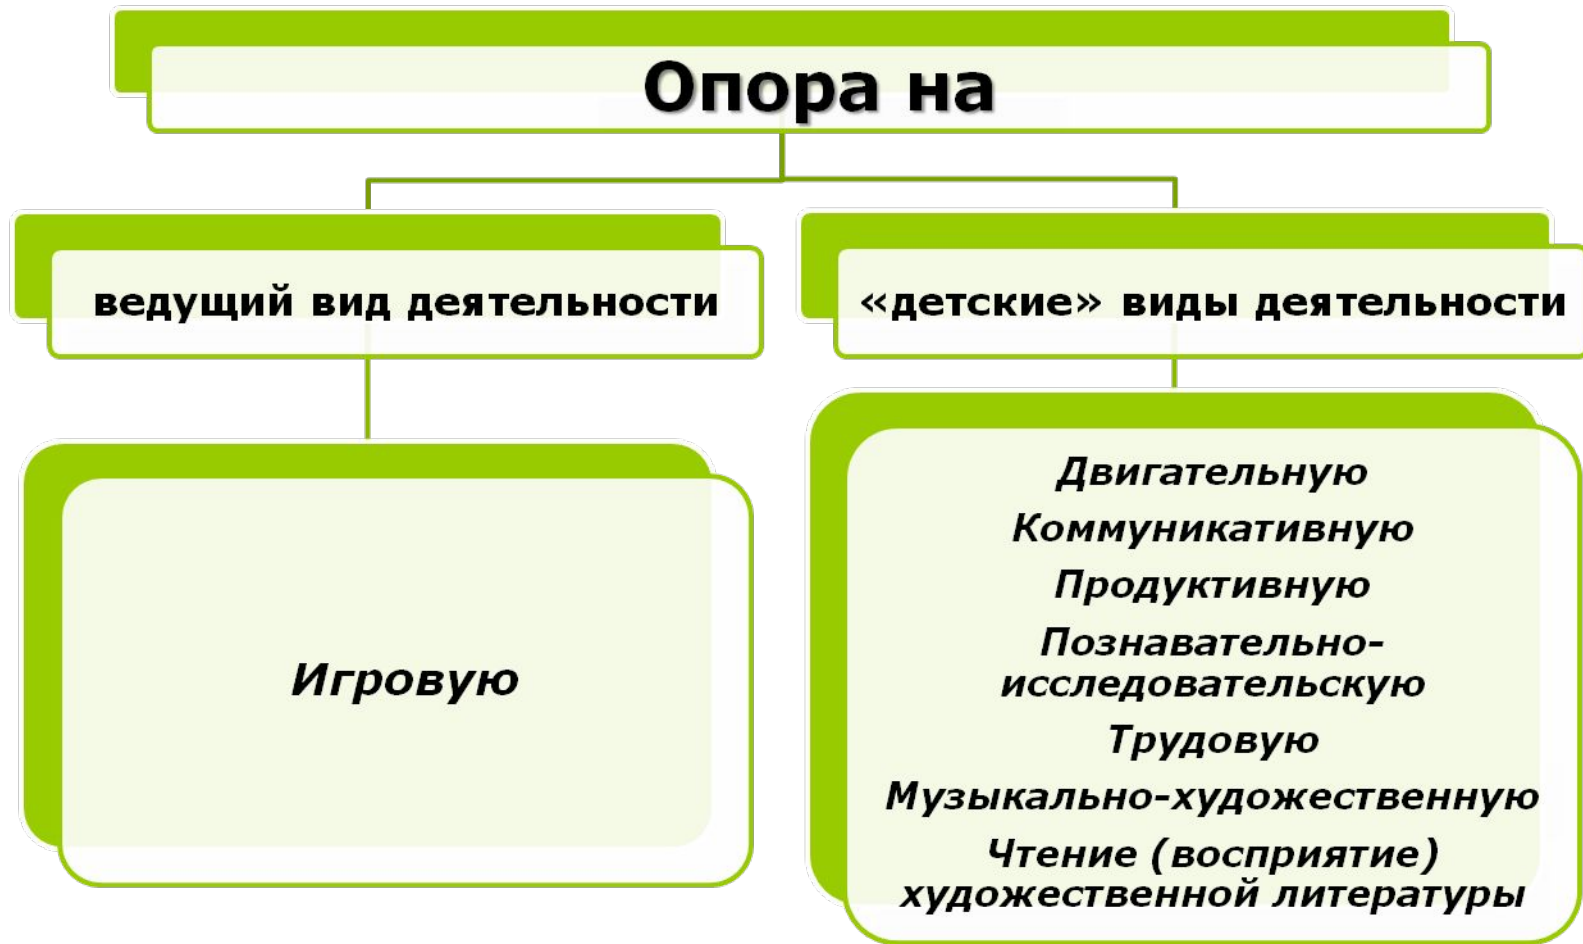 Опора на
ведущий вид деятельности
«детские» виды деятельности
Игровую
Двигательную
Коммуникативную
Продуктивную
Познавательно-
исследовательскую
Трудовую
Музыкально-художественную
Чтение (восприятие)
художественной литературы